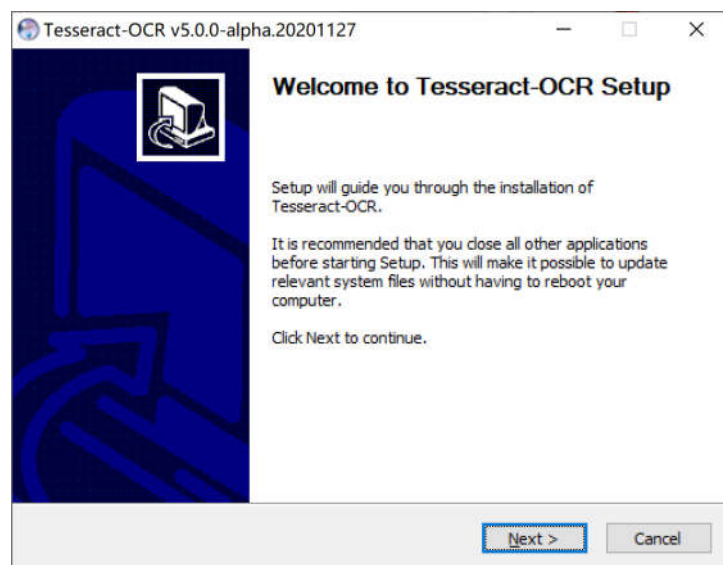 Tesseract-OCR v5.0.0-alpha.20201127
Welcome to Tesseract-OCR Setup
Setup will guide you through the installation of
Tesseract-OCR.
It is recommended that you close all other applications
before starting Setup. This will make it possible to update
relevant system files without having to reboot your
computer.
Click Next to continue.
Next > Cancel